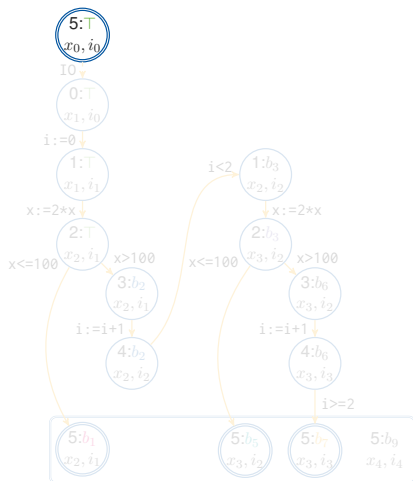 5:⊤
x₀, i₀
IO
0:⊤
x₁, i₀
i:=0
1:⊤
x₁, i₁
x:=2*x
2:⊤
x₂, i₁
x<=100
x>100
3:b₂
x₂, i₁
i:=i+1
4:b₂
x₂, i₂
i<2
1:b₃
x₂, i₂
x:=2*x
2:b₃
x₃, i₂
x<=100
x>100
3:b₆
x₃, i₂
i:=i+1
4:b₆
x₃, i₃
i>=2
5:b₁
x₂, i₁
5:b₅
x₃, i₂
5:b₇
x₃, i₃
5:b₉
x₄, i₄